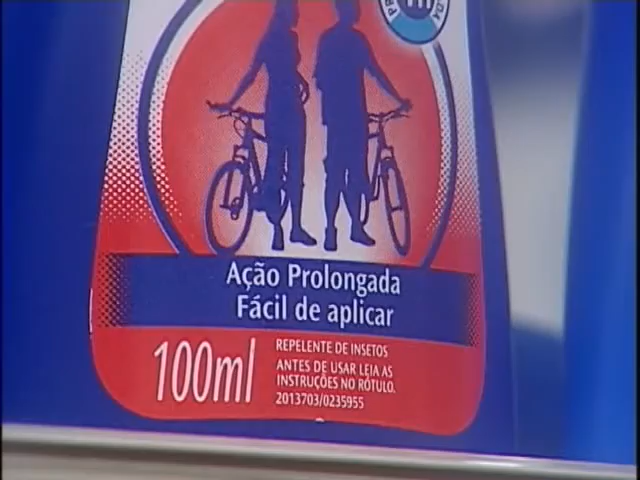 Ação Prolongada
Fácil de aplicar
100ml
REPELENTE DE INSETOS
ANTES DE USAR LEIA AS
INSTRUÇÕES NO RÓTULO.
2013703/0235955